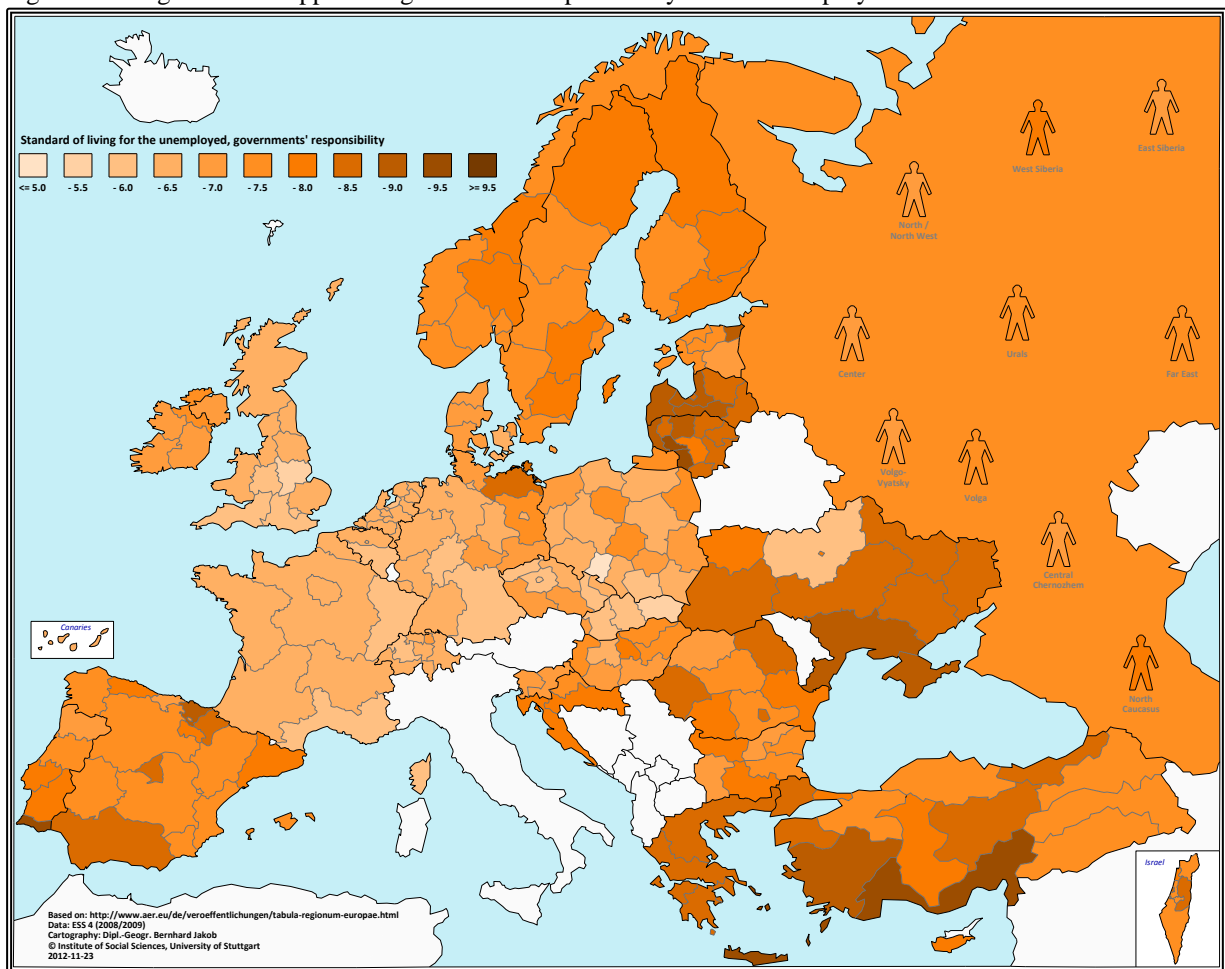 Standard of living for the unemployed, governments' responsibility
<= 5.0 - 5.5 - 6.0 - 6.5 - 7.0 - 7.5 - 8.0 - 8.5 - 9.0 - 9.5 >= 9.5
East Siberia
West Siberia
North /
North West
Urals
Center
Far East
Volgo-
Vyatsky
Volga
Central
Chernozhem
Canaries
North
Caucasus
Israel
Based on: http://www.aer.eu/de/veroeffentlichungen/tabula-regionum-europae.html
Data: ESS 4 (2008/2009)
Cartography: Dipl.-Geogr. Bernhard Jakob
© Institute of Social Sciences, University of Stuttgart
2012-11-23